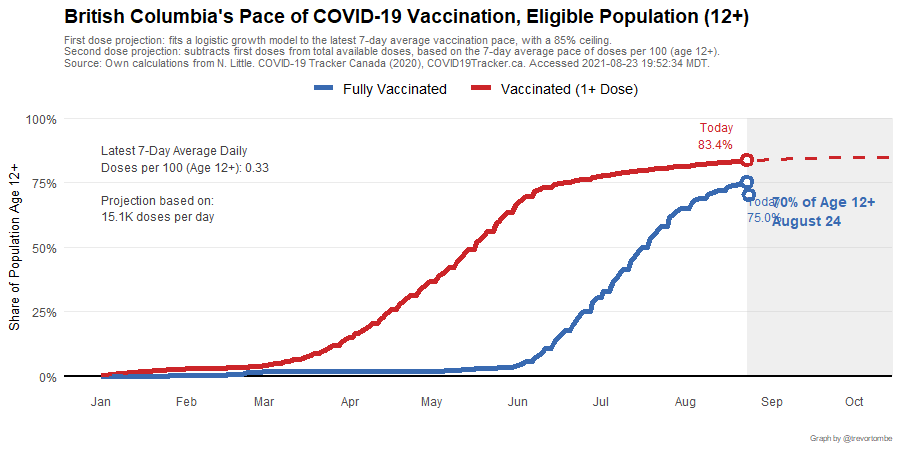 British Columbia's Pace of COVID-19 Vaccination, Eligible Population (12+)
First dose projection: fits a logistic growth model to the latest 7-day average vaccination pace, with a 85% ceiling.
Second dose projection: subtracts first doses from total available doses, based on the 7-day average pace of doses per 100 (age 12+).
Source: Own calculations from N. Little. COVID-19 Tracker Canada (2020), COVID19Tracker.ca. Accessed 2021-08-23 19:52:34 MDT.
Fully Vaccinated
Vaccinated (1+ Dose)
Share of Population Age 12+
100%
75%
50%
25%
0%
Latest 7-Day Average Daily
Doses per 100 (Age 12+): 0.33
Projection based on:
15.1K doses per day
Today
83.4%
Today
75.0%
70% of Age 12+
August 24
Jan
Feb
Mar
Apr
May
Jun
Jul
Aug
Sep
Oct
Graph by @trevortombe